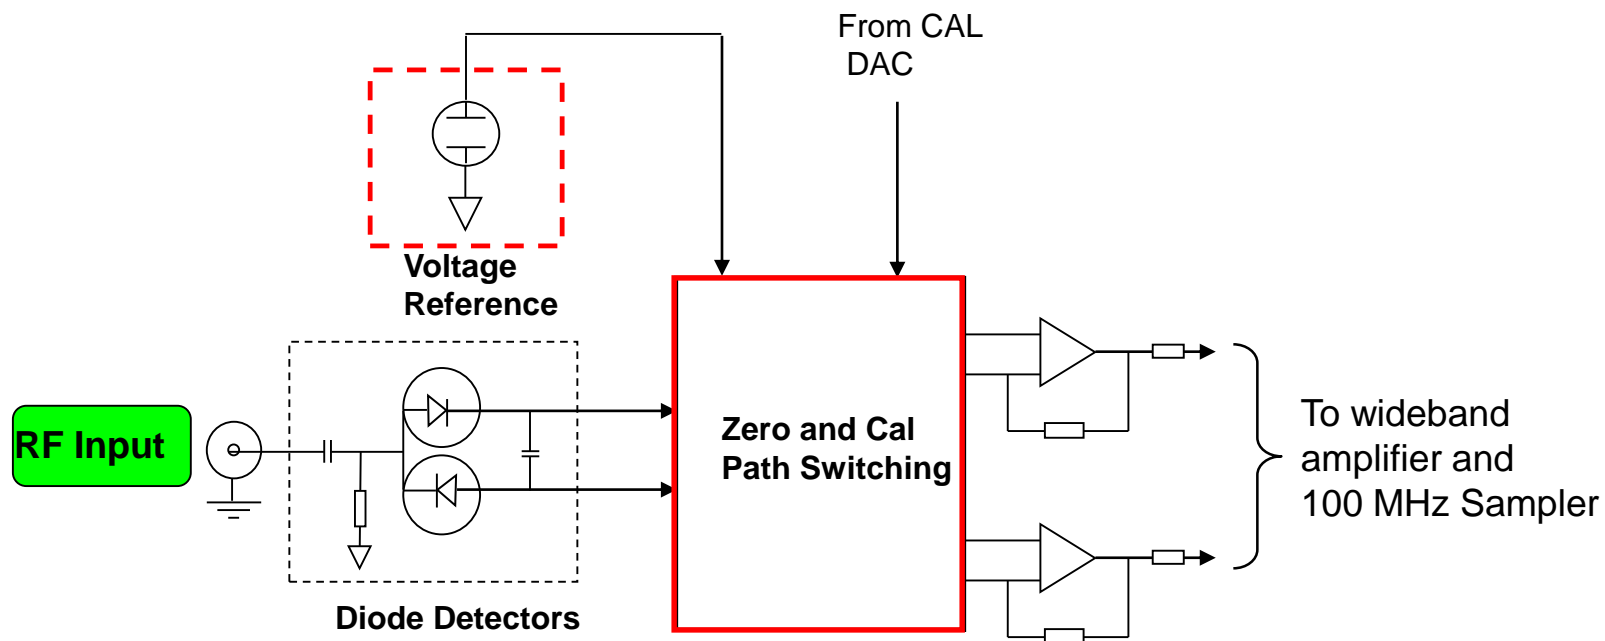 From CAL
DAC
Voltage
Reference
RF Input
Zero and Cal
Path Switching
To wideband
amplifier and
100 MHz Sampler
Diode Detectors